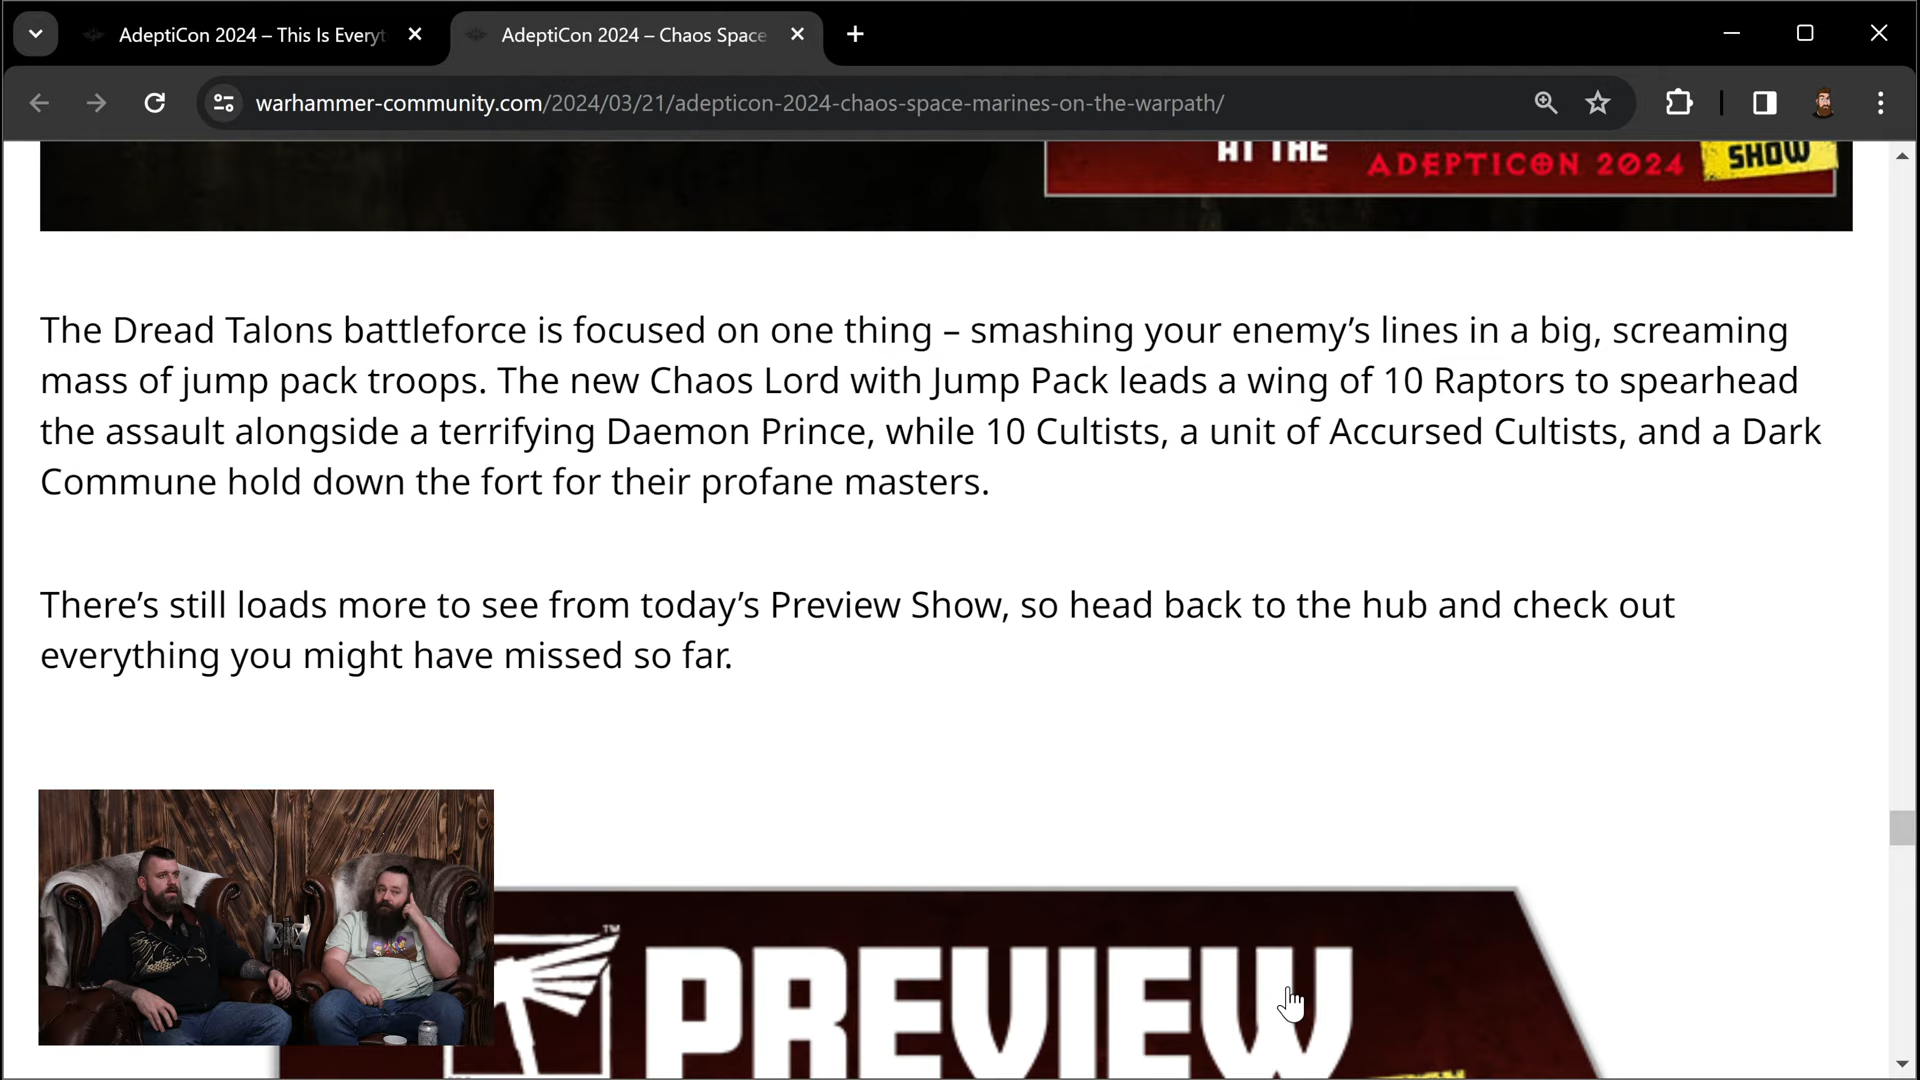 AdeptiCon 2024 – This Is Everyt
AdeptiCon 2024 – Chaos Space
warhammer-community.com/2024/03/21/adepticon-2024-chaos-space-marines-on-the-warpath/
AT THE
ADEPTICON 2024
SHOW
The Dread Talons battleforce is focused on one thing – smashing your enemy’s lines in a big, screaming
mass of jump pack troops. The new Chaos Lord with Jump Pack leads a wing of 10 Raptors to spearhead
the assault alongside a terrifying Daemon Prince, while 10 Cultists, a unit of Accursed Cultists, and a Dark
Commune hold down the fort for their profane masters.
There’s still loads more to see from today’s Preview Show, so head back to the hub and check out
everything you might have missed so far.
PREVIEW
TM